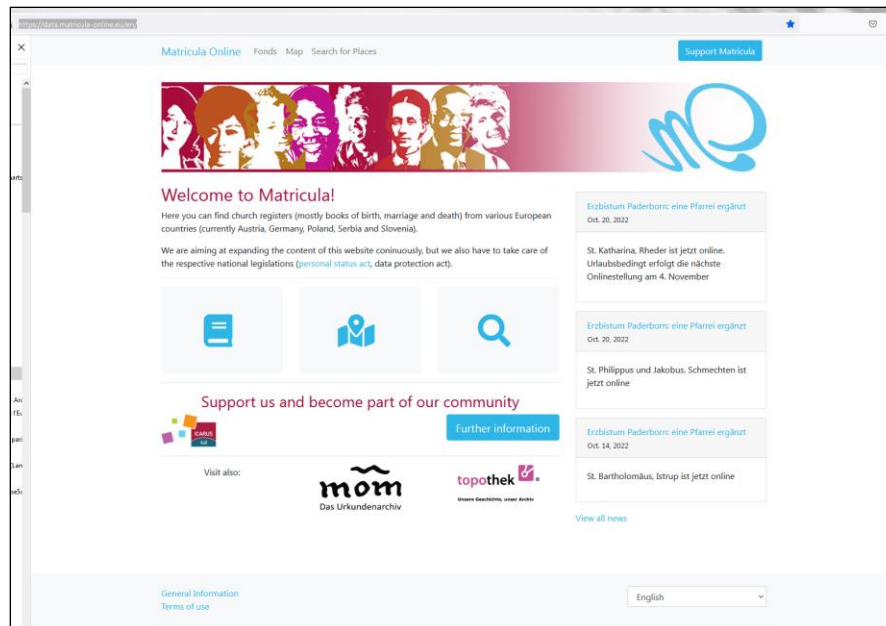 https://data.matricula-online.eu/en/
Matricula Online Fonds Map Search for Places
Support Matricula
Welcome to Matricula!
Here you can find church registers (mostly books of birth, marriage and death) from various European
countries (currently Austria, Germany, Poland, Serbia and Slovenia).
We are aiming at expanding the content of this website coninuously, but we also have to take care of
the respective national legislations (personal status act, data protection act).
Support us and become part of our community
ICARUS
Further information
Visit also:
mom
Das Urkundenarchiv
topothek
Unsere Geschichte, unser Archiv
Erzbistum Paderborn: eine Pfarrei ergänzt
Oct. 20, 2022
St. Katharina, Rheder ist jetzt online.
Urlaubsbedingt erfolgt die nächste
Onlinestellung am 4. November
Erzbistum Paderborn: eine Pfarrei ergänzt
Oct. 20, 2022
St. Philippus und Jakobus. Schmechten ist
jetzt online
Erzbistum Paderborn: eine Pfarrei ergänzt
Oct. 14, 2022
St. Bartholomäus, Istrup ist jetzt online
View all news
General Information
Terms of use
English